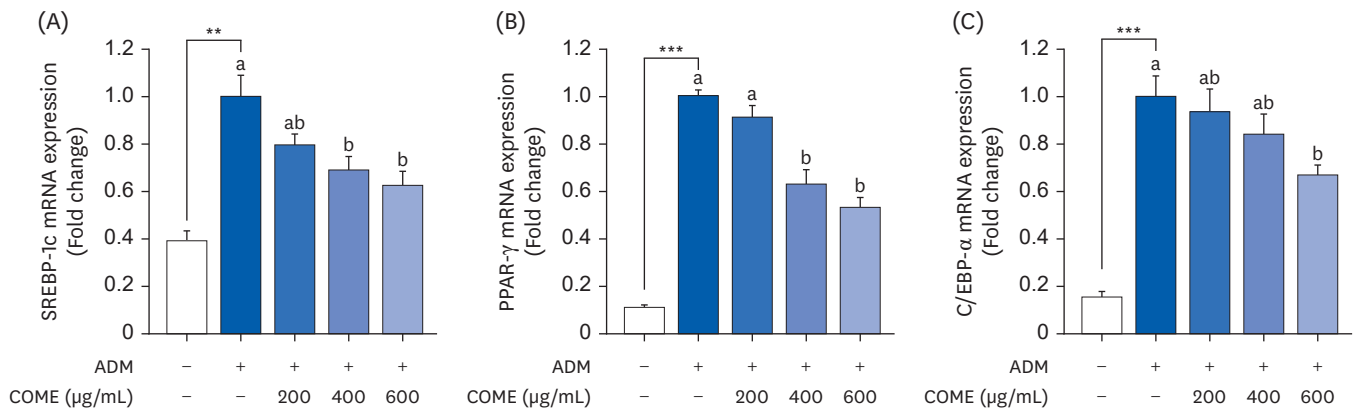 (A)
SREBP-1c mRNA expression
(Fold change)
1.2
1.0
0.8
0.6
0.4
0.2
0
**
a
ab
b
b
ADM – + + + +
COME (μg/mL) – – 200 400 600
(B)
PPAR-γ mRNA expression
(Fold change)
1.2
1.0
0.8
0.6
0.4
0.2
0
***
a
a
b
b
ADM – + + + +
COME (μg/mL) – – 200 400 600
(C)
C/EBP-α mRNA expression
(Fold change)
1.2
1.0
0.8
0.6
0.4
0.2
0
***
a
ab
ab
b
ADM – + + + +
COME (μg/mL) – – 200 400 600